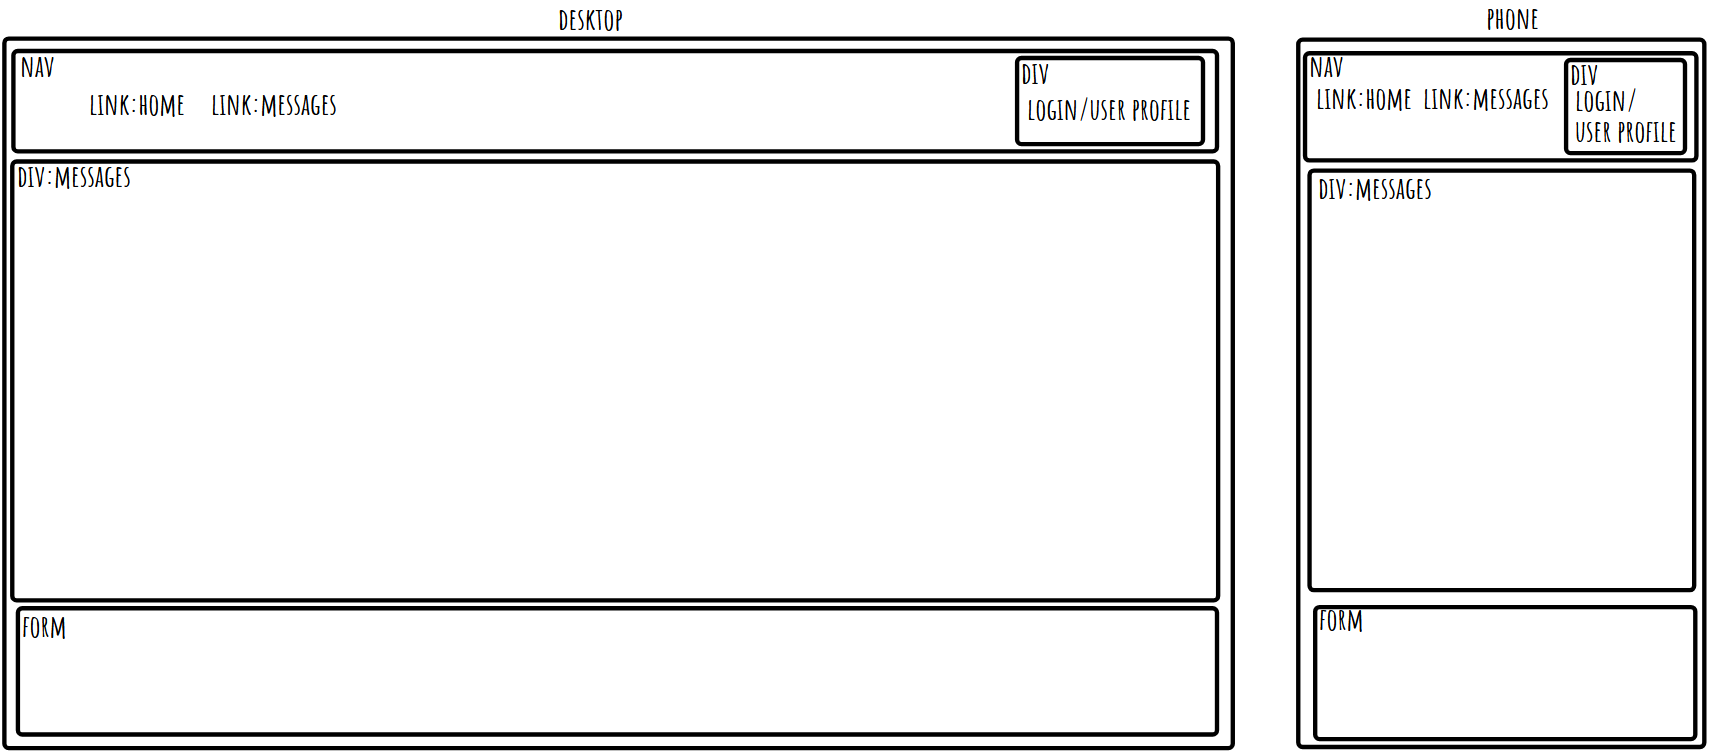 DESKTOP
NAV
LINK:HOME LINK:MESSAGES
DIV
LOGIN/USER PROFILE
DIV:MESSAGES
FORM
PHONE
NAV
LINK:HOME LINK:MESSAGES
DIV
LOGIN/
USER PROFILE
DIV:MESSAGES
FORM